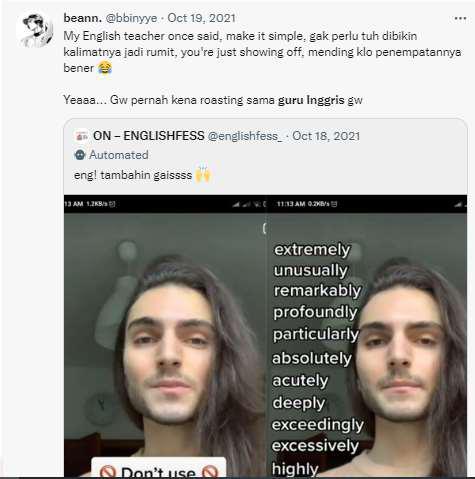 beann. @bbinyye · Oct 19, 2021
My English teacher once said, make it simple, gak perlu tuh dibikin
kalimatnya jadi rumit, you're just showing off, mending klo penempatannya
bener 😂
Yeaaa... Gw pernah kena roasting sama guru Inggris gw
ON – ENGLISHFESS @englishfess_ · Oct 18, 2021
Automated
eng! tambahin gaissss 🙌
13 AM 1.2KB/s
11:13 AM 0.2KB/s
extremely
unusually
remarkably
profoundly
particularly
absolutely
acutely
deeply
exceedingly
excessively
highly
🚫 Don't use 🚫